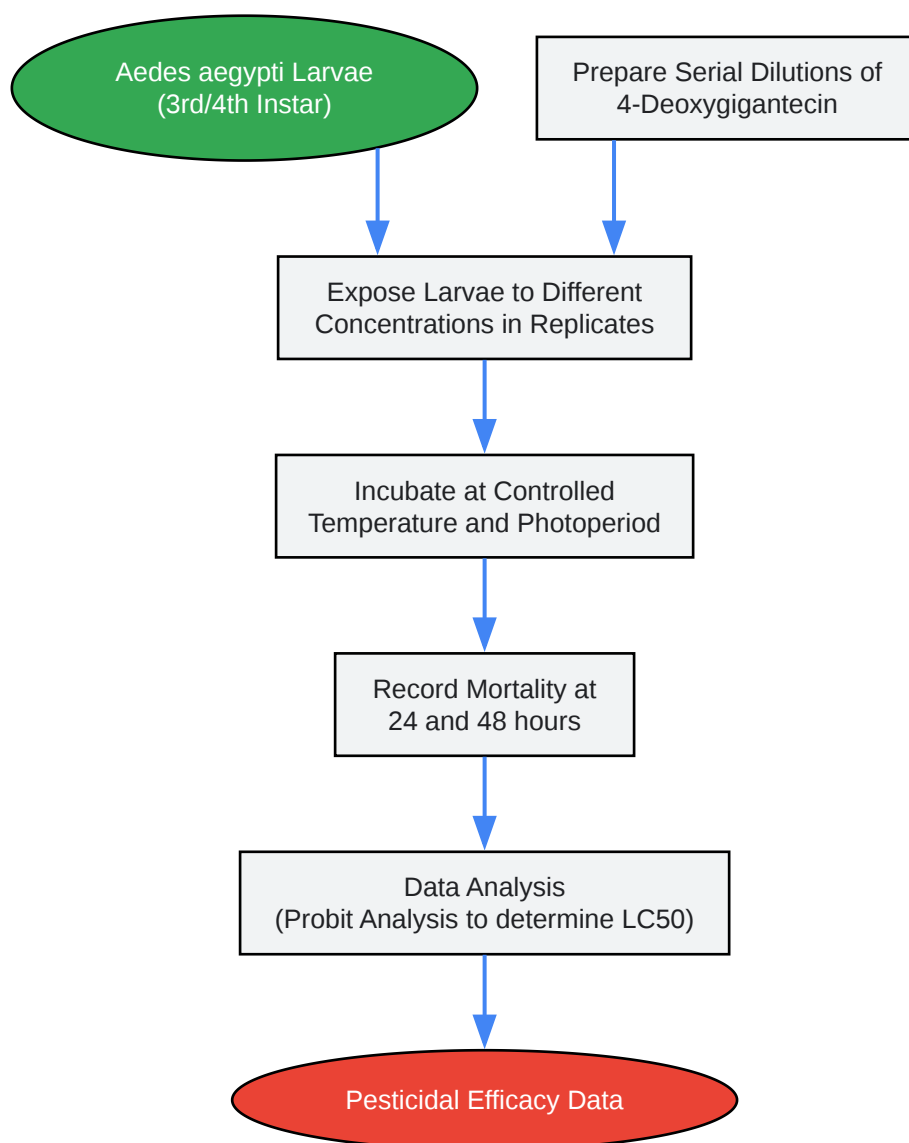 Aedes aegypti Larvae
(3rd/4th Instar)
Prepare Serial Dilutions of
4-Deoxygigantecin
Expose Larvae to Different
Concentrations in Replicates
Incubate at Controlled
Temperature and Photoperiod
Record Mortality at
24 and 48 hours
Data Analysis
(Probit Analysis to determine LC50)
Pesticidal Efficacy Data